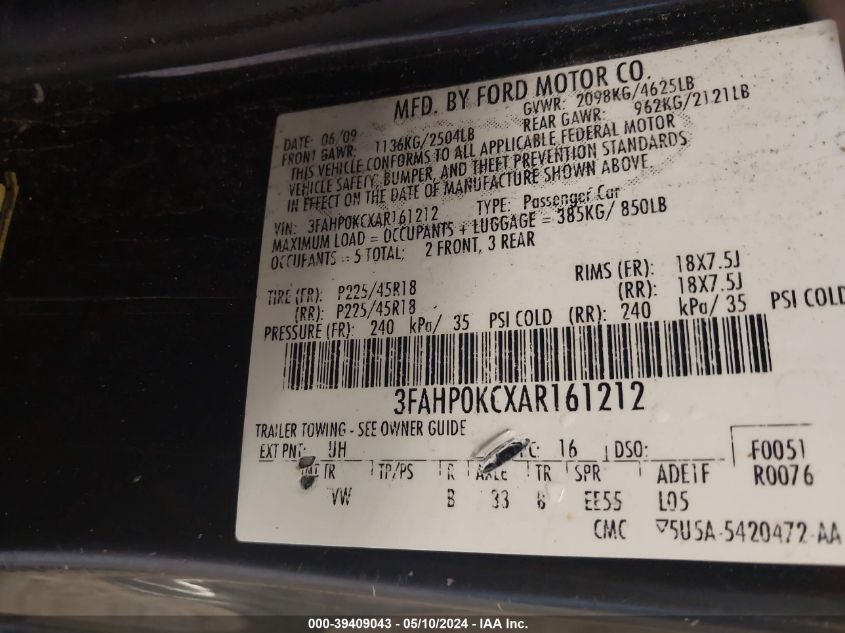 MFD. BY FORD MOTOR CO.
DATE: 06/09 GVWR: 2098KG/4625LB
FRONT GAWR: 1136KG/2504LB REAR GAWR: 962KG/2121LB
THIS VEHICLE CONFORMS TO ALL APPLICABLE FEDERAL MOTOR
VEHICLE SAFETY, BUMPER, AND THEFT PREVENTION STANDARDS
IN EFFECT ON THE DATE OF MANUFACTURE SHOWN ABOVE.
VIN: 3FAHP0KCXAR161212 TYPE: Passenger Car
MAXIMUM LOAD = OCCUPANTS + LUGGAGE = 385KG/ 850LB
OCCUPANTS = 5 TOTAL; 2 FRONT, 3 REAR
TIRE (FR): P225/45R18 RIMS (FR): 18X7.5J
(RR): P225/45R18 (RR): 18X7.5J
PRESSURE (FR): 240 kPa/ 35 PSI COLD (RR): 240 kPa/ 35 PSI COLD
3FAHP0KCXAR161212
TRAILER TOWING - SEE OWNER GUIDE
EXT PNT: UH 16 DSO: F0051
INT TR TP/PS R AXLE TR SPR ADE1F R0076
VW B 33 EE55 L05
CMC 5U5A-5420472-AA
000-39409043 - 05/10/2024 - IAA Inc.